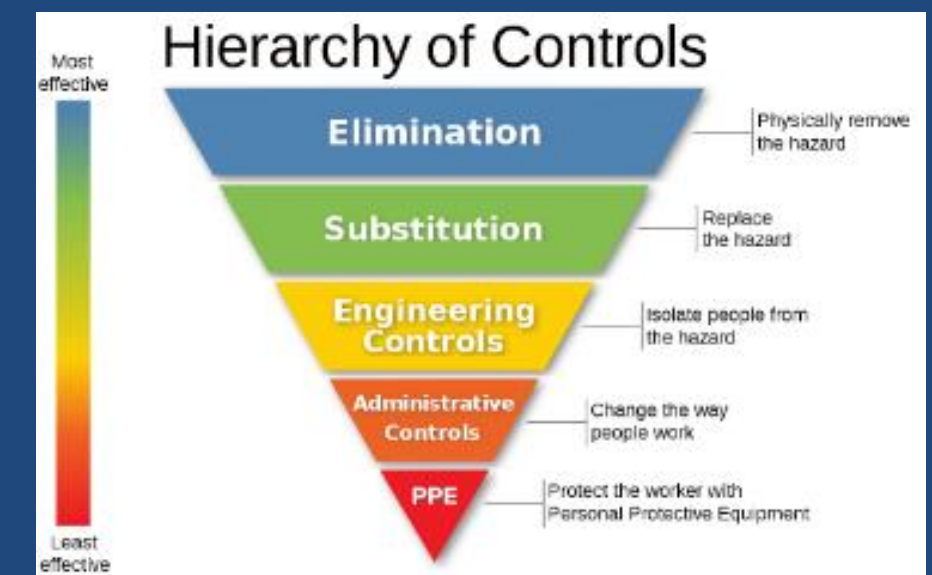 Hierarchy of Controls
Most
effective
Elimination
Physically remove
the hazard
Substitution
Replace
the hazard
Engineering
Controls
Isolate people from
the hazard
Administrative
Controls
Change the way
people work
PPE
Protect the worker with
Personal Protective Equipment
Least
effective